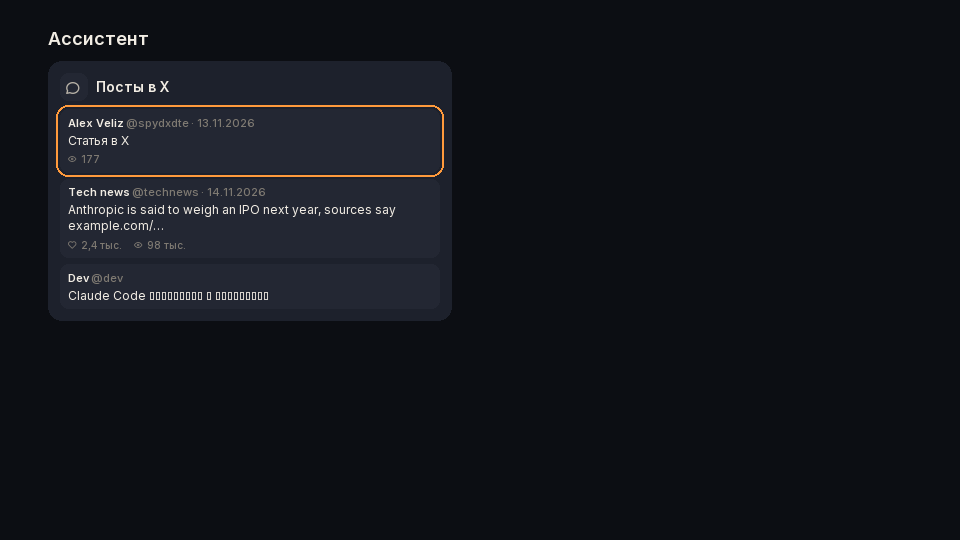 Ассистент
Посты в X
Alex Veliz @spydxdte · 13.11.2026
Статья в X
177
Tech news @technews · 14.11.2026
Anthropic is said to weigh an IPO next year, sources say
example.com/…
2,4 тыс. 98 тыс.
Dev @dev
Claude Code